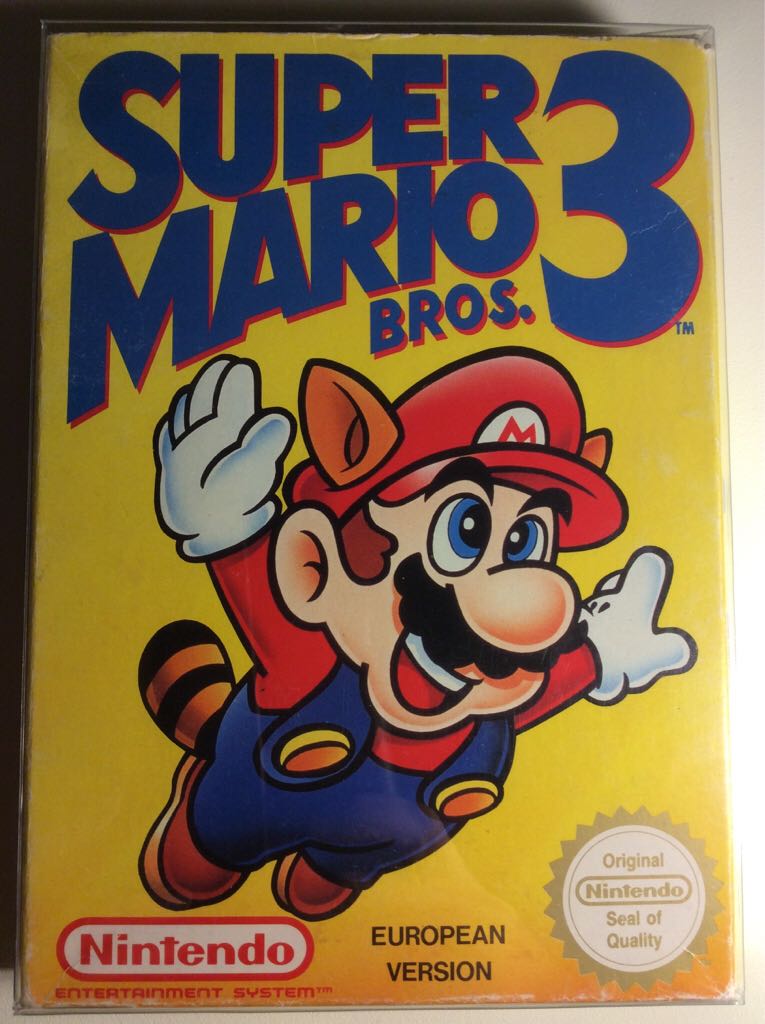 SUPER
MARIO
BROS. 3 ™
M
Nintendo
ENTERTAINMENT SYSTEM™
EUROPEAN
VERSION
Original
Nintendo
Seal of
Quality